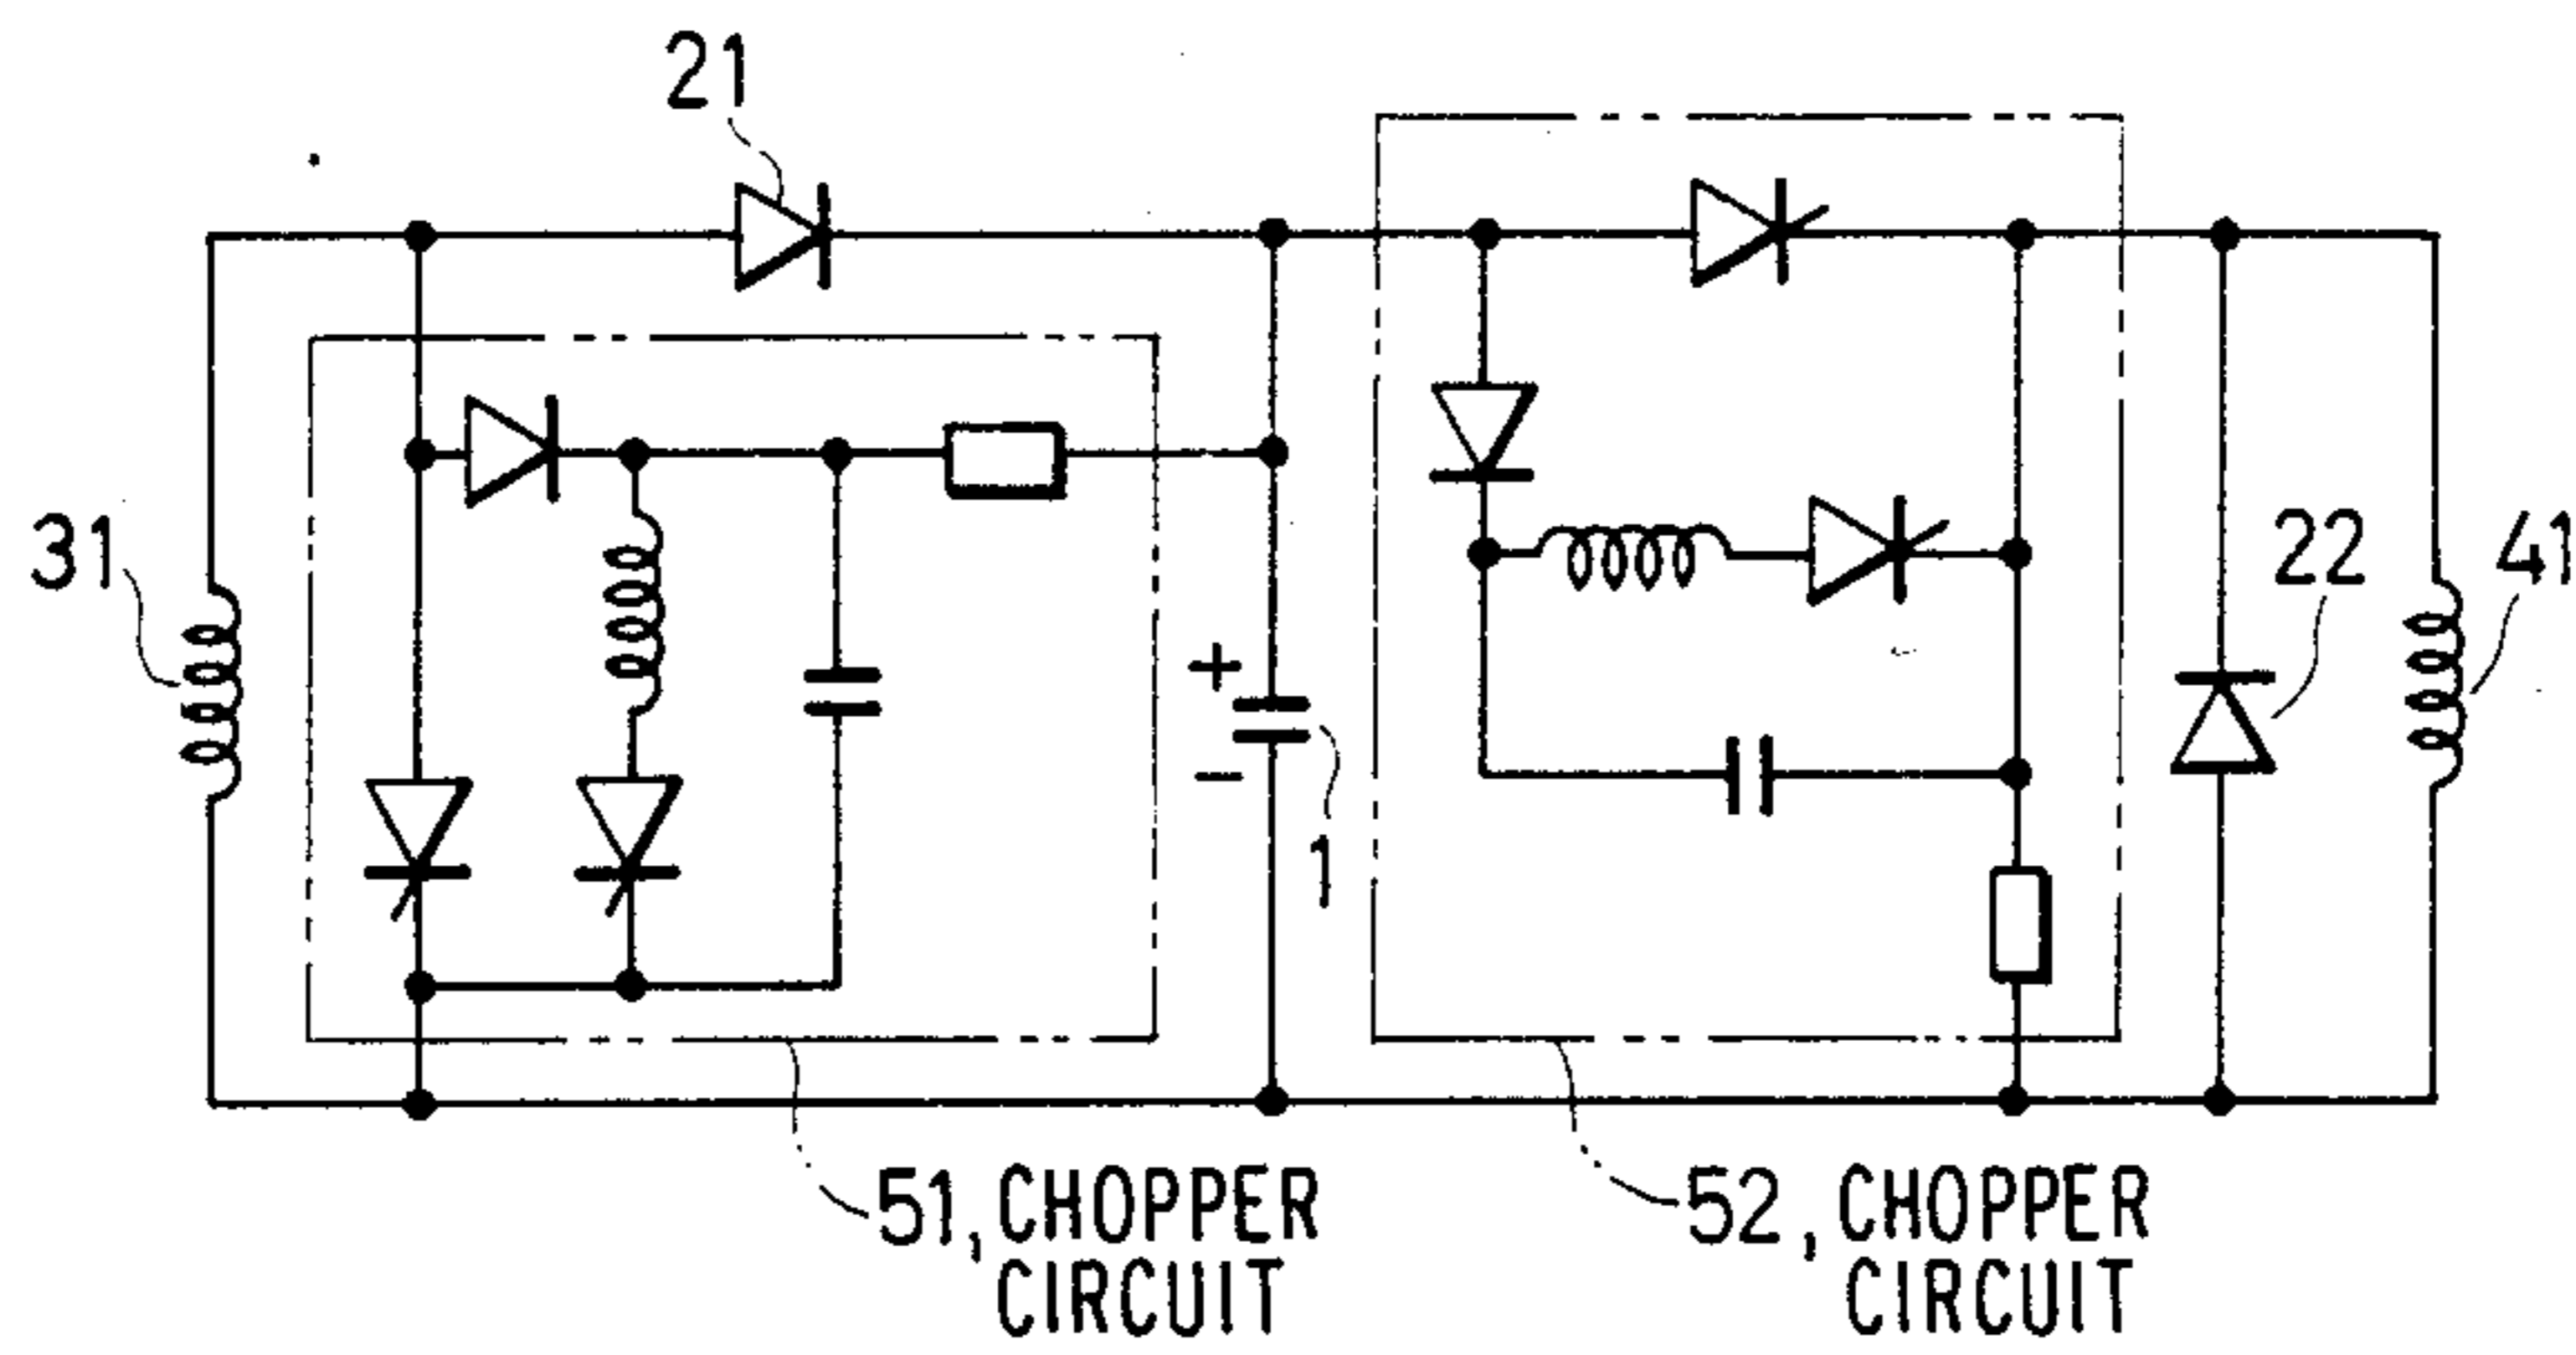 21
31
+
-
1
22
41
51, CHOPPER
CIRCUIT
52, CHOPPER
CIRCUIT